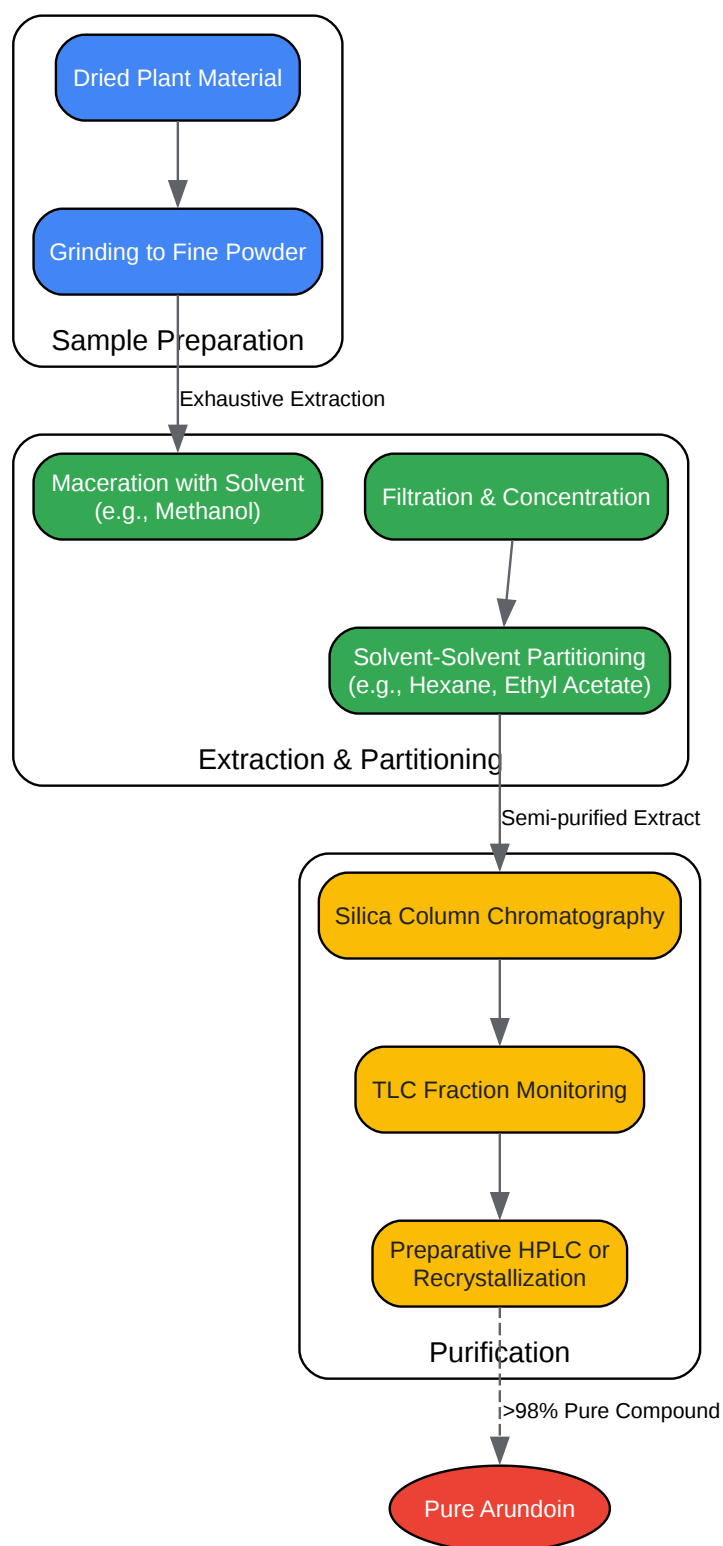 Dried Plant Material
Grinding to Fine Powder
Sample Preparation
Exhaustive Extraction
Maceration with Solvent
(e.g., Methanol)
Filtration & Concentration
Solvent-Solvent Partitioning
(e.g., Hexane, Ethyl Acetate)
Extraction & Partitioning
Semi-purified Extract
Silica Column Chromatography
TLC Fraction Monitoring
Preparative HPLC or
Recrystallization
Purification
>98% Pure Compound
Pure Arundoin